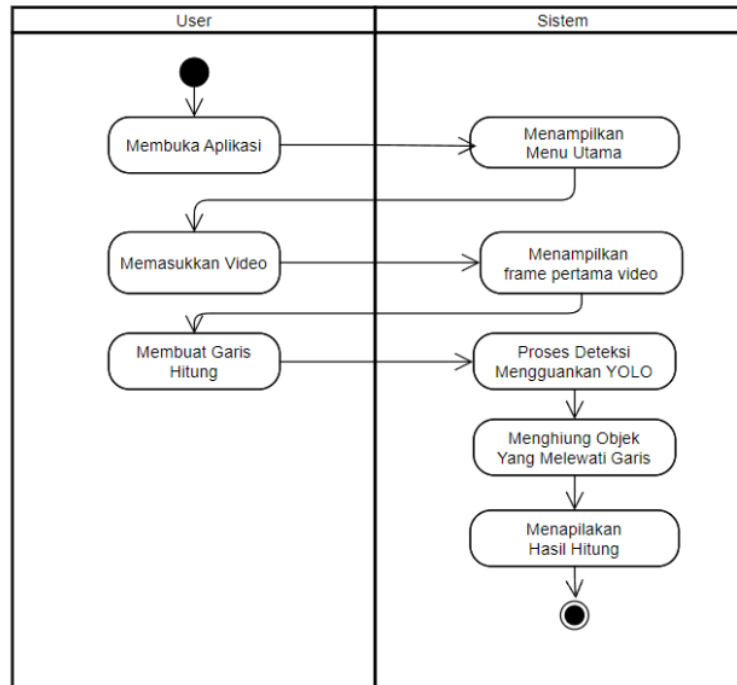 User
Sistem
Membuka Aplikasi
Menampilkan
Menu Utama
Memasukkan Video
Menampilkan
frame pertama video
Membuat Garis
Hitung
Proses Deteksi
Mengguankan YOLO
Menghiung Objek
Yang Melewati Garis
Menapilakan
Hasil Hitung